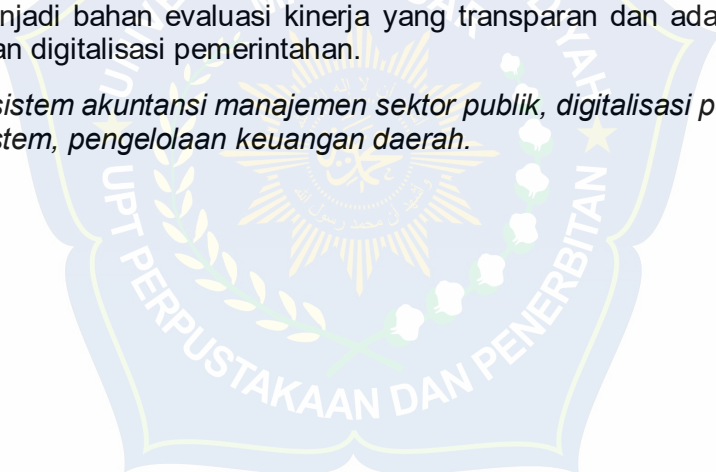 njadi bahan evaluasi kinerja yang transparan dan ada
an digitalisasi pemerintahan.
sistem akuntansi manajemen sektor publik, digitalisasi p
stem, pengelolaan keuangan daerah.
UPT PERPUSTAKAAN DAN PENERBITAN